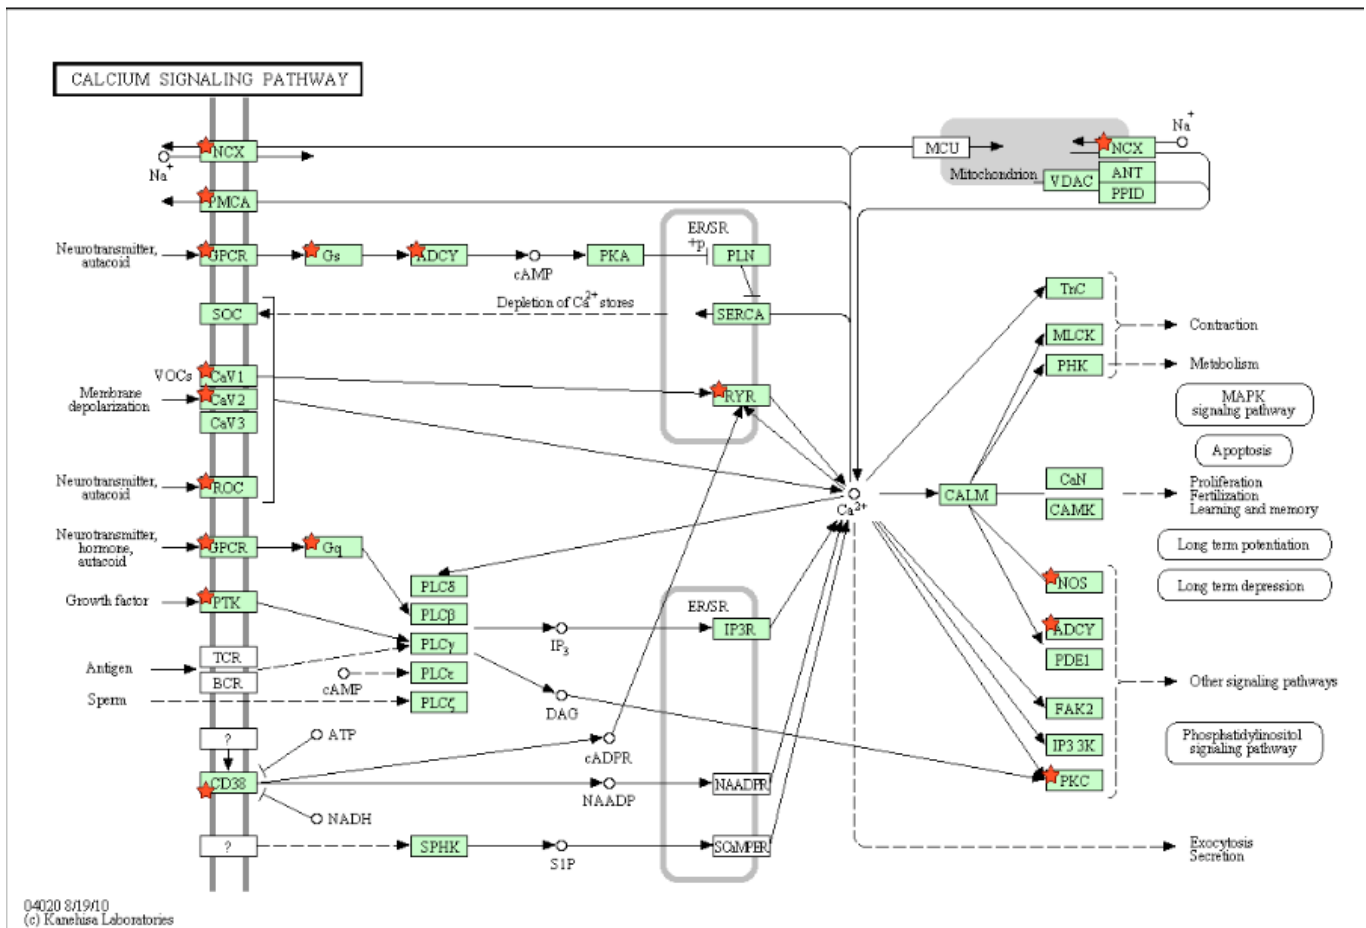 CALCIUM SIGNALING PATHWAY
NCX
Na+
PMCA
Neurotransmitter,
autacoid
GPCR
Gs
ADCY
cAMP
PKA
ER/SR
+p
PLN
Depletion of Ca2+ stores
SOC
SERCA
VOCs
CaV1
Membrane
depolarization
CaV2
CaV3
RYR
Neurotransmitter,
autacoid
ROC
Neurotransmitter,
hormone,
autacoid
GPCR
Gq
Growth factor
PTK
Antigen
TCR
BCR
Sperm
cAMP
PLCδ
PLCβ
PLCγ
PLCε
PLCζ
IP3
DAG
ER/SR
IP3R
?
ATP
CD38
NADH
cADPR
NAADP
NAADPR
?
SPHK
S1P
SCaMPER
MCU
Mitochondrion
NCX
Na+
VDAC
ANT
PPID
Ca2+
CALM
TnC
MLCK
PHK
Contraction
Metabolism
MAPK
signaling pathway
Apoptosis
CaN
CAMK
Proliferation
Fertilization
Learning and memory
Long term potentiation
Long term depression
NOS
ADCY
PDE1
FAK2
IP3 3K
PKC
Other signaling pathways
Phosphatidylinositol
signaling pathway
Exocytosis
Secretion
04020 8/19/10
(c) Kanehisa Laboratories